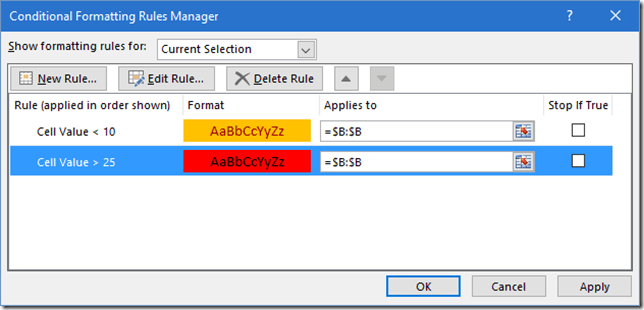 Conditional Formatting Rules Manager ?
Show formatting rules for: Current Selection
New Rule... Edit Rule... Delete Rule
Rule (applied in order shown) Format Applies to Stop If True
Cell Value < 10 AaBbCcYyZz =$B:$B
Cell Value > 25 AaBbCcYyZz =$B:$B
OK Cancel Apply